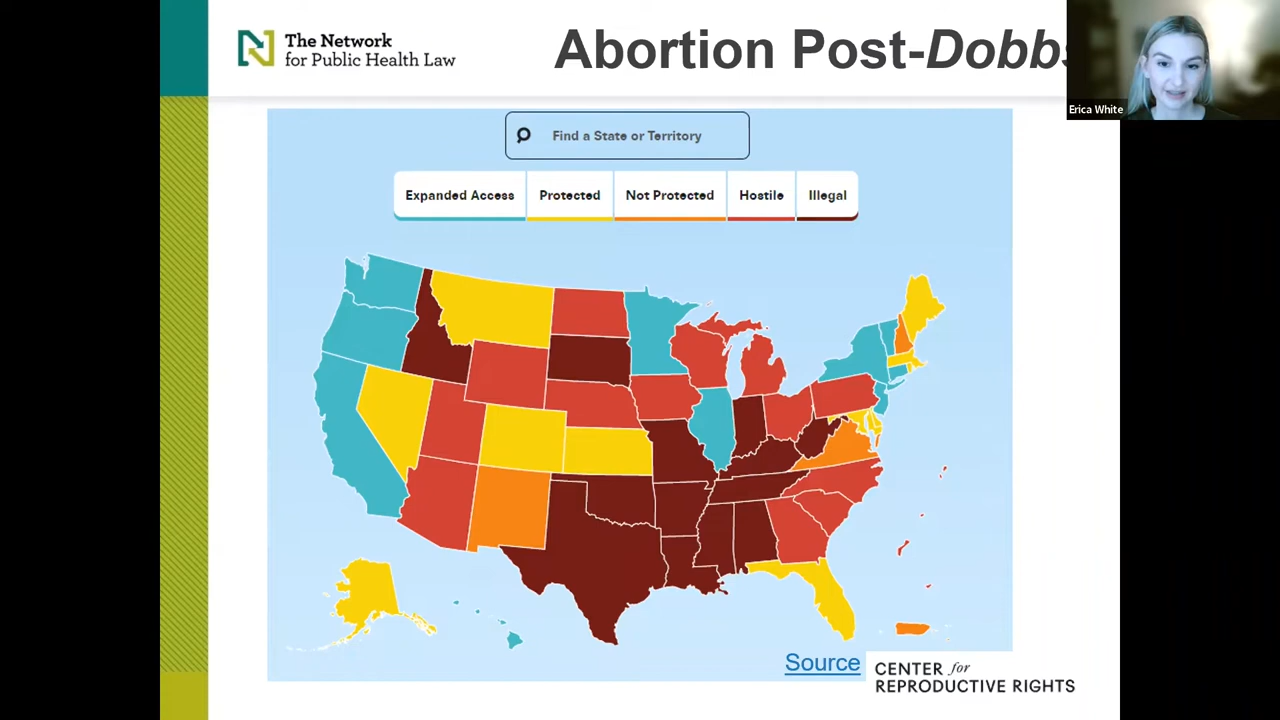 The Network
for Public Health Law
Abortion Post-Dobbs
Erica White
Find a State or Territory
Expanded Access
Protected
Not Protected
Hostile
Illegal
Source
CENTER for
REPRODUCTIVE RIGHTS